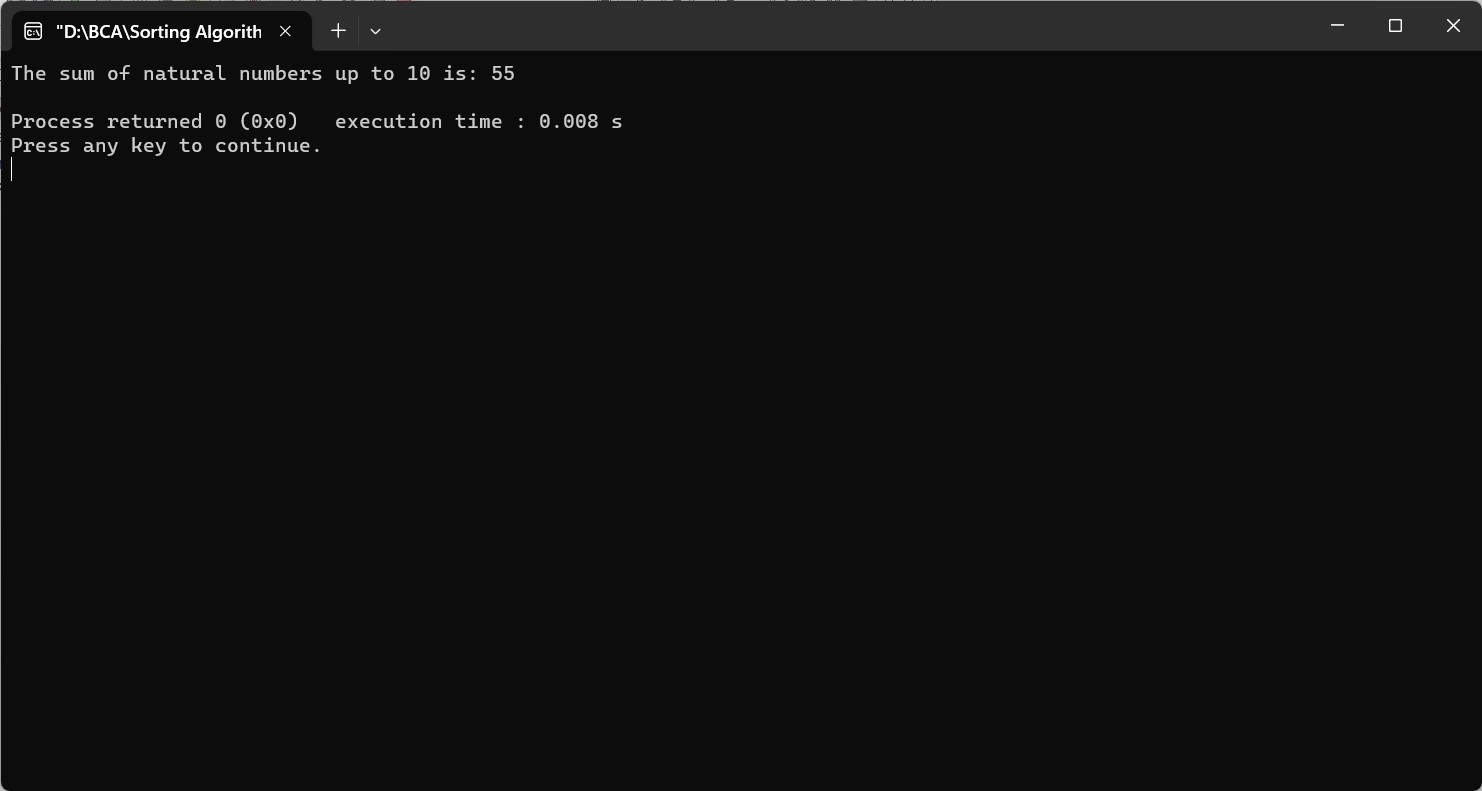 "D:\BCA\Sorting Algorith
The sum of natural numbers up to 10 is: 55
Process returned 0 (0x0)   execution time : 0.008 s
Press any key to continue.